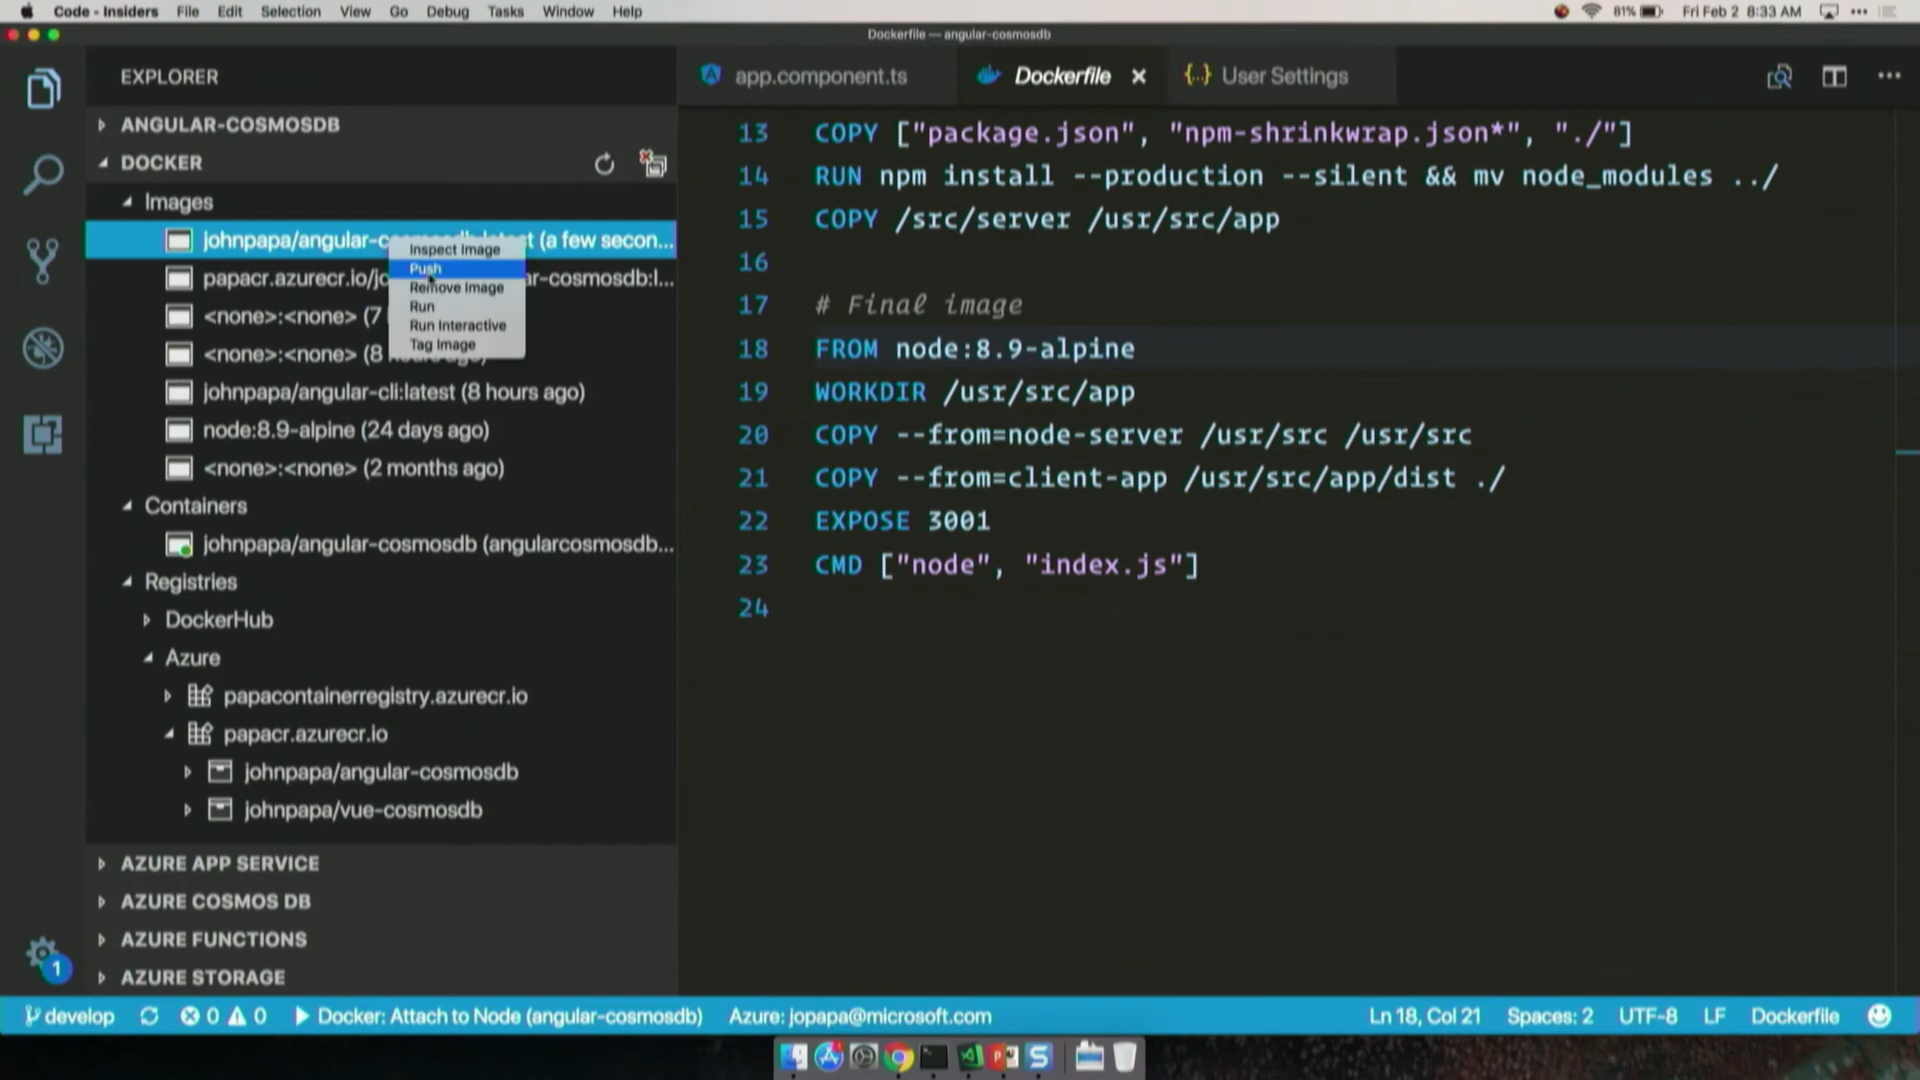 Code - Insiders File Edit Selection View Go Debug Tasks Window Help 81% Fri Feb 2 8:33 AM
Dockerfile — angular-cosmosdb
EXPLORER
ANGULAR-COSMOSDB
DOCKER
Images
johnpapa/angular-c (a few secon...
papacr.azurecr.io/jo ar-cosmosdb:l...
<none>:<none> (7
<none>:<none> (8
johnpapa/angular-cli:latest (8 hours ago)
node:8.9-alpine (24 days ago)
<none>:<none> (2 months ago)
Inspect Image
Push
Remove Image
Run
Run Interactive
Tag Image
Containers
johnpapa/angular-cosmosdb (angularcosmosdb...
Registries
DockerHub
Azure
papacontainerregistry.azurecr.io
papacr.azurecr.io
johnpapa/angular-cosmosdb
johnpapa/vue-cosmosdb
AZURE APP SERVICE
AZURE COSMOS DB
AZURE FUNCTIONS
AZURE STORAGE
1
app.component.ts Dockerfile × {..} User Settings
13 COPY ["package.json", "npm-shrinkwrap.json*", "./"]
14 RUN npm install --production --silent && mv node_modules ../
15 COPY /src/server /usr/src/app
16
17 # Final image
18 FROM node:8.9-alpine
19 WORKDIR /usr/src/app
20 COPY --from=node-server /usr/src /usr/src
21 COPY --from=client-app /usr/src/app/dist ./
22 EXPOSE 3001
23 CMD ["node", "index.js"]
24
develop 0 0 Docker: Attach to Node (angular-cosmosdb) Azure: jopapa@microsoft.com Ln 18, Col 21 Spaces: 2 UTF-8 LF Dockerfile